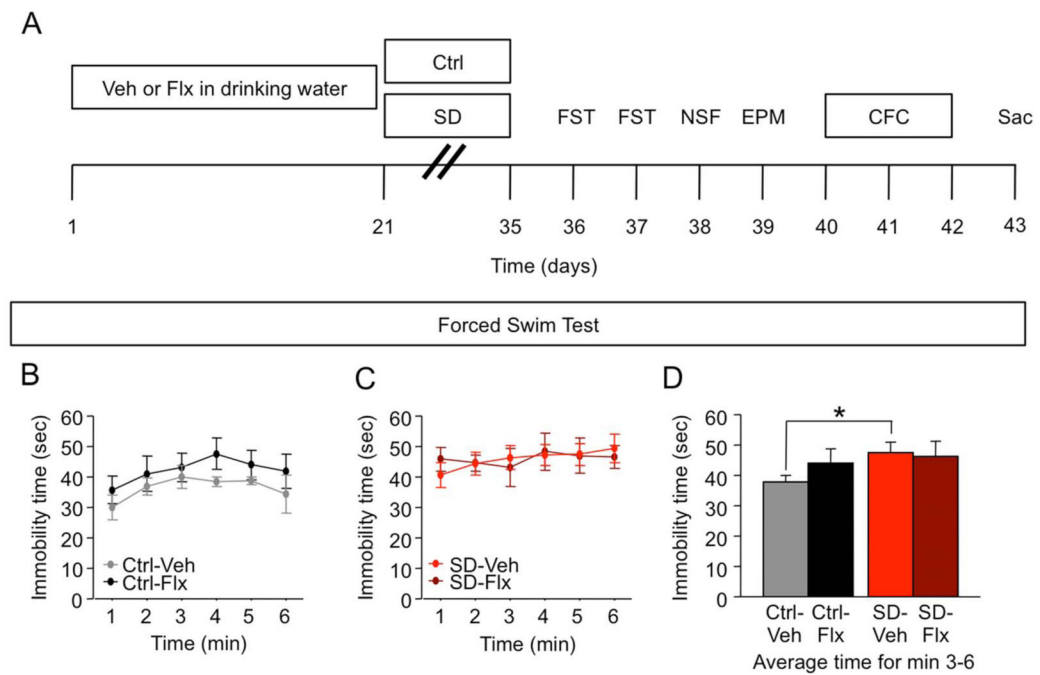 A
Veh or Flx in drinking water
Ctrl
SD
FST FST NSF EPM CFC Sac
1 21 35 36 37 38 39 40 41 42 43
Time (days)
Forced Swim Test
B
Immobility time (sec)
60
50
40
30
20
10
0
Ctrl-Veh
Ctrl-Flx
1 2 3 4 5 6
Time (min)
C
Immobility time (sec)
60
50
40
30
20
10
0
SD-Veh
SD-Flx
1 2 3 4 5 6
Time (min)
D
Immobility time (sec)
60
50
40
30
20
10
0
*
Ctrl- Ctrl- SD- SD-
Veh Flx Veh Flx
Average time for min 3-6